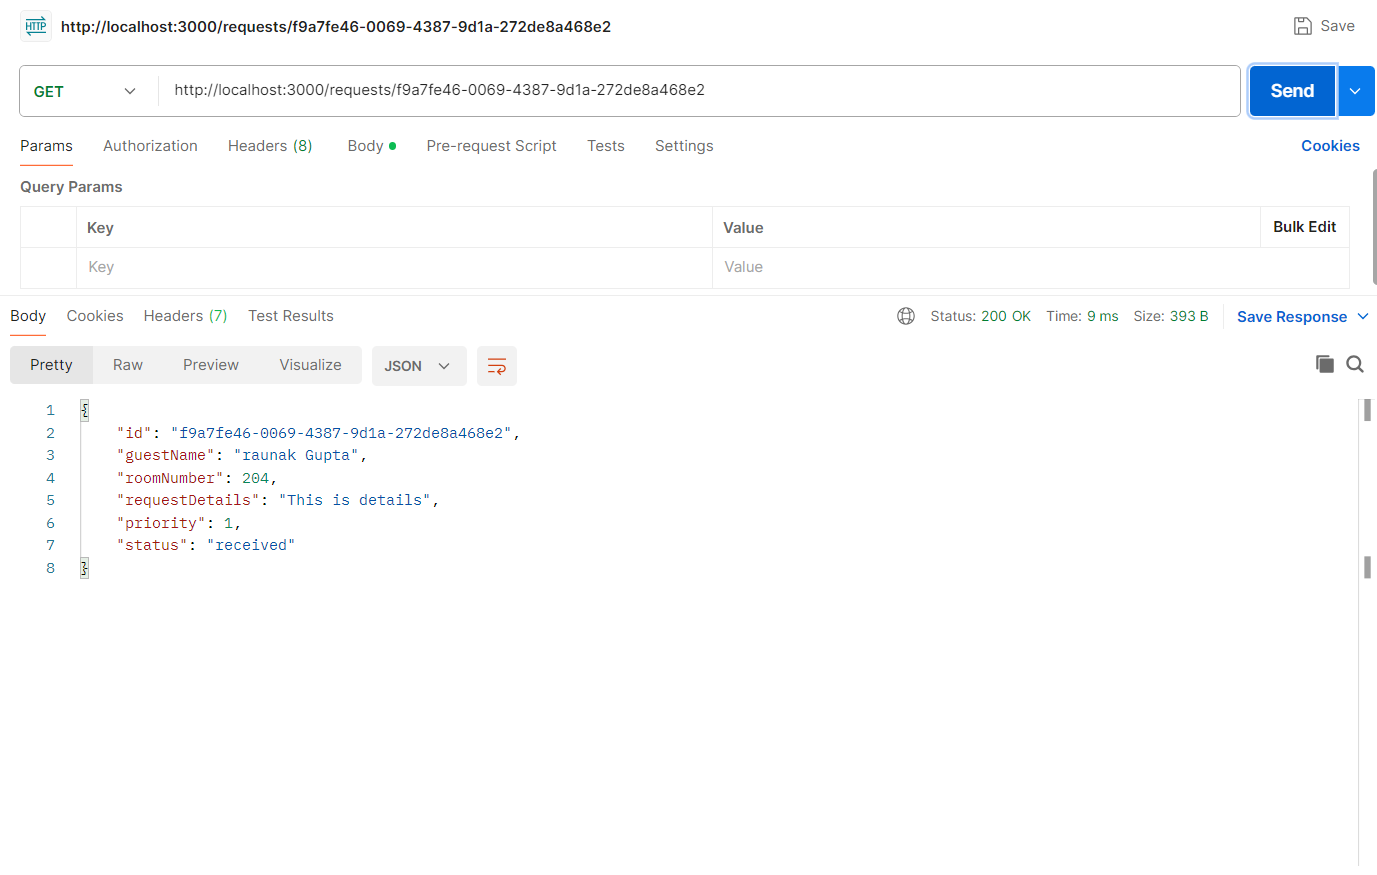 HTTP http://localhost:3000/requests/f9a7fe46-0069-4387-9d1a-272de8a468e2 Save
GET http://localhost:3000/requests/f9a7fe46-0069-4387-9d1a-272de8a468e2 Send
Params Authorization Headers (8) Body Pre-request Script Tests Settings Cookies
Query Params
Key Value Bulk Edit
Key Value
Body Cookies Headers (7) Test Results Status: 200 OK Time: 9 ms Size: 393 B Save Response
Pretty Raw Preview Visualize JSON
1 {
2 "id": "f9a7fe46-0069-4387-9d1a-272de8a468e2",
3 "guestName": "raunak Gupta",
4 "roomNumber": 204,
5 "requestDetails": "This is details",
6 "priority": 1,
7 "status": "received"
8 }